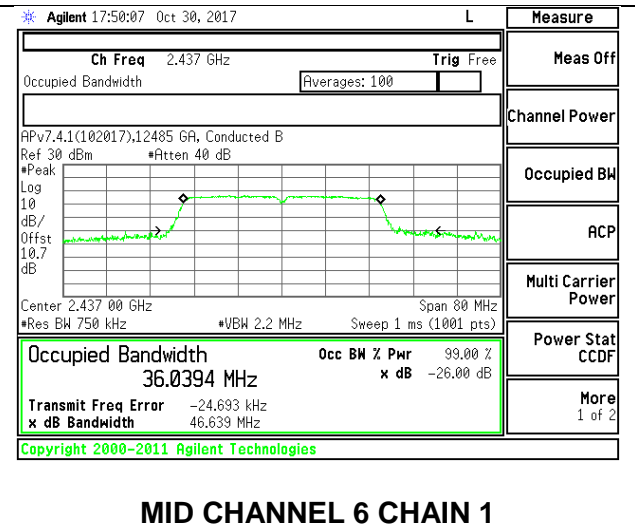 Agilent 17:50:07 Oct 30, 2017 L Measure
Ch Freq 2.437 GHz Trig Free
Meas Off
Occupied Bandwidth Averages: 100
Channel Power
APv7.4.1(102017),12485 GA, Conducted B
Ref 30 dBm #Atten 40 dB
#Peak
Occupied BW
Log
10
dB/
Offst
10.7
dB
ACP
Multi Carrier
Power
Center 2.437 00 GHz Span 80 MHz
#Res BW 750 kHz #VBW 2.2 MHz Sweep 1 ms (1001 pts)
Power Stat
CCDF
Occupied Bandwidth Occ BW % Pwr 99.00 %
36.0394 MHz x dB -26.00 dB
Transmit Freq Error -24.693 kHz
x dB Bandwidth 46.639 MHz
More
1 of 2
Copyright 2000-2011 Agilent Technologies
MID CHANNEL 6 CHAIN 1